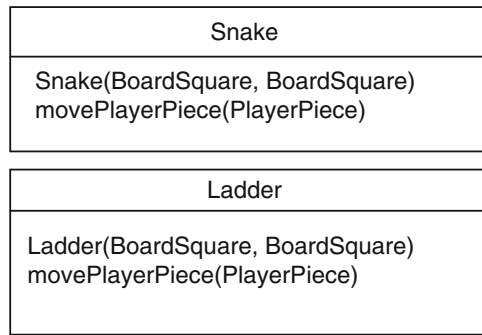 Snake
Snake(BoardSquare, BoardSquare)
movePlayerPiece(PlayerPiece)
Ladder
Ladder(BoardSquare, BoardSquare)
movePlayerPiece(PlayerPiece)